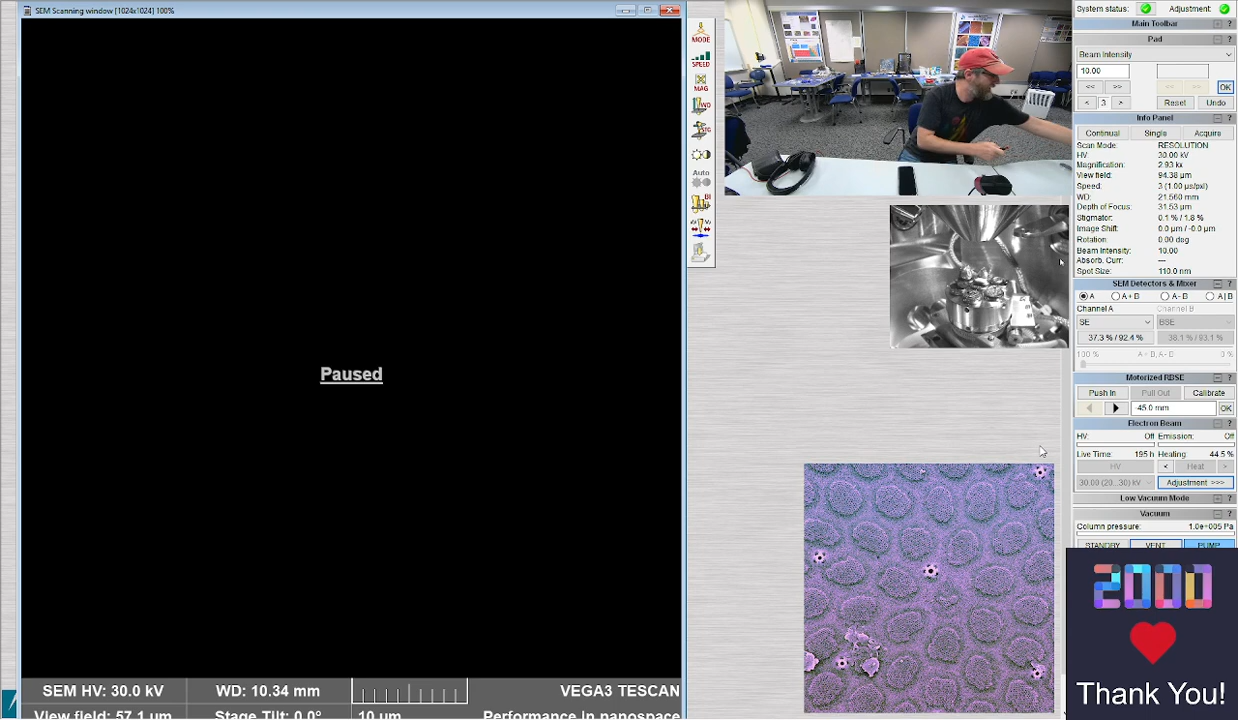 SEM Scanning window [1024x1024] 100%
Paused
SEM HV: 30.0 kV
WD: 10.34 mm
VEGA3 TESCAN
View field: 57.1 µm
Stage Tilt: 0.0°
10 µm
Performance in nanospace
MODE
SPEED
MAG
WD
STG
Auto
BI
System status:
Adjustment:
Main Toolbar
Pad
Beam Intensity
10.00
<< >>
<< >>
OK
< 3 >
Reset
Undo
Info Panel
Continual
Single
Acquire
Scan Mode: RESOLUTION
HV: 30.00 kV
Magnification: 2.93 kx
View field: 94.38 µm
Speed: 3 (1.00 µs/pxl)
WD: 21.560 mm
Depth of Focus: 31.53 µm
Stigmator: 0.1 % / 1.8 %
Image Shift: 0.0 µm / -0.0 µm
Rotation: 0.00 deg
Beam Intensity: 10.00
Absorb. Curr: ---
Spot Size: 110.0 nm
SEM Detectors & Mixer
A
A + B
A - B
A | B
Channel A
Channel B
SE
BSE
37.3 % / 92.4 %
38.1 % / 93.1 %
100 %
A + B, A - B
0 %
Motorized RBSE
Push In
Pull Out
Calibrate
-45.0 mm
OK
Electron Beam
HV: Off Emission: Off
Live Time: 195 h Heating: 44.5 %
HV
<
Heat
>
30.00 (20...30) kV
Adjustment >>>
Low Vacuum Mode
Vacuum
Column pressure: 1.0e+005 Pa
STANDBY
VENT
PUMP
2000
Thank You!